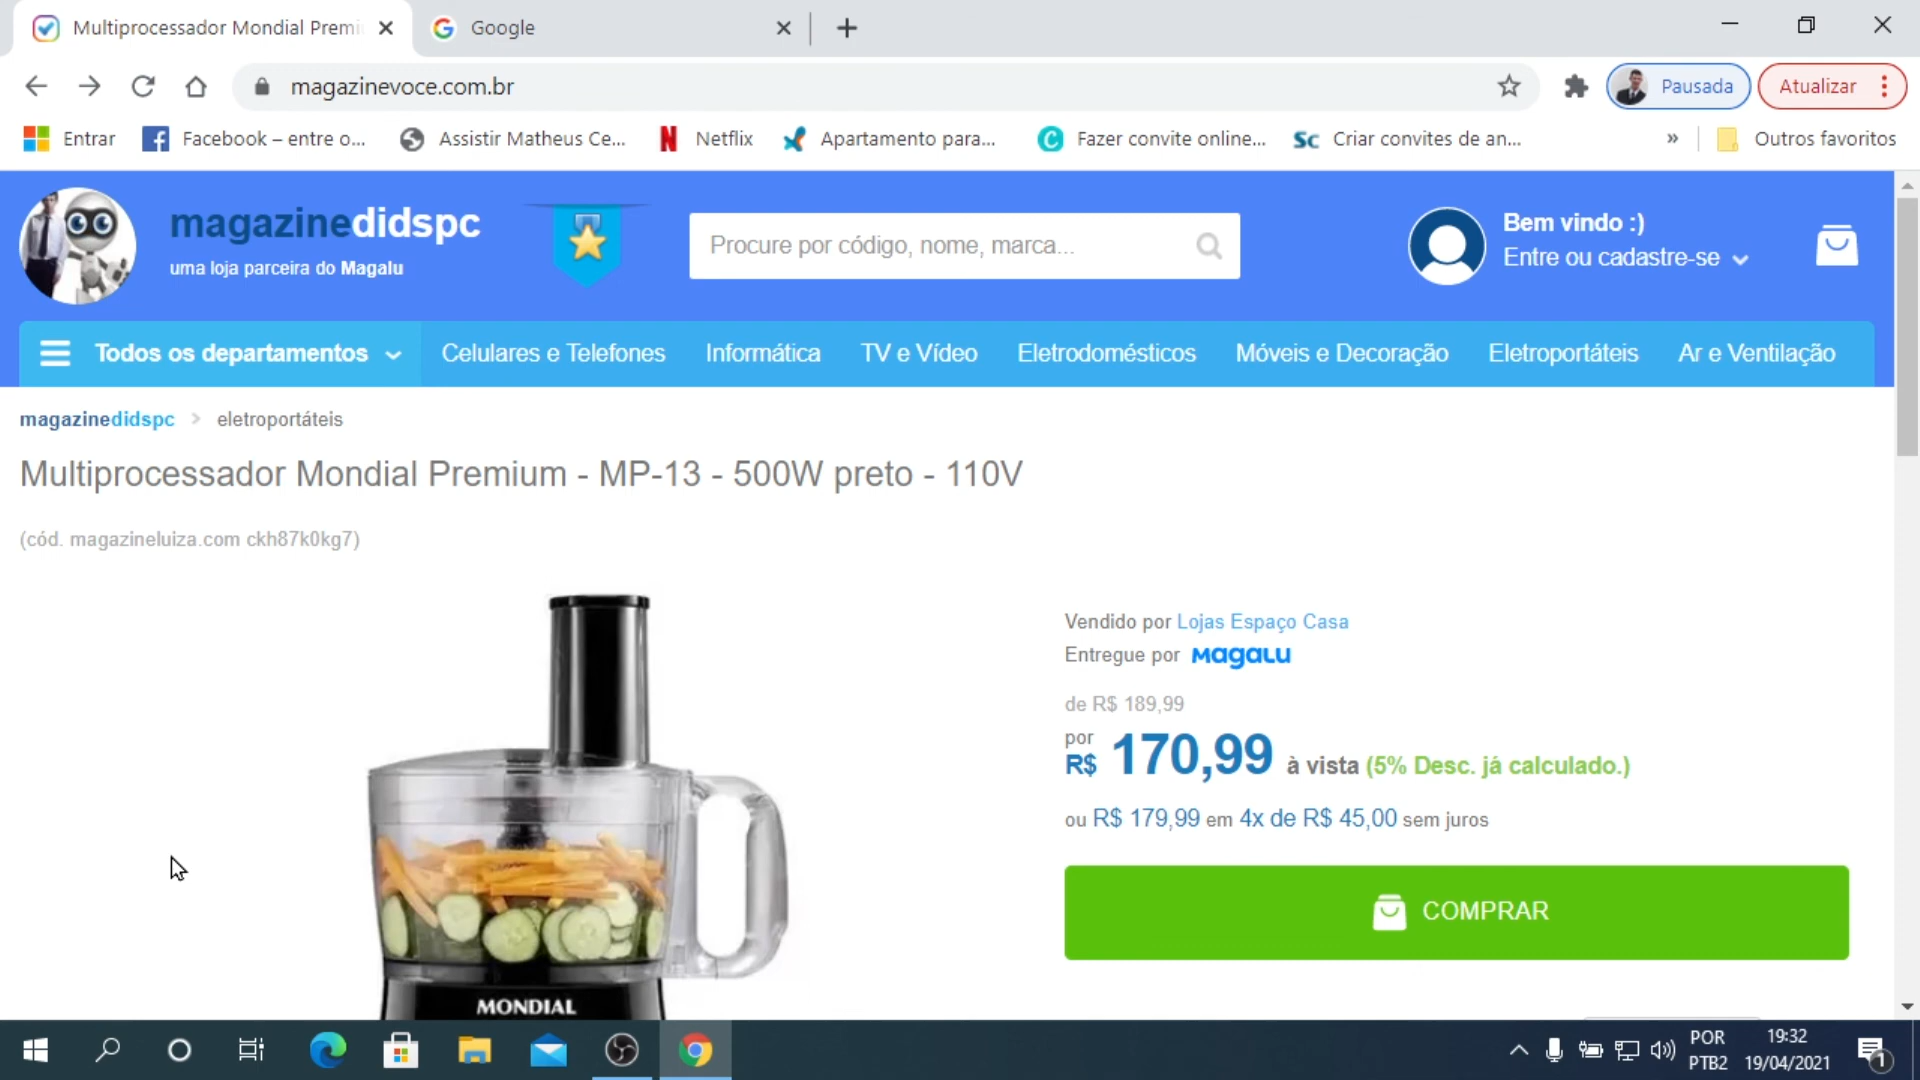 Multiprocessador Mondial Premi
Google
magazinevoce.com.br
Pausada
Atualizar
Entrar
Facebook – entre o...
Assistir Matheus Ce...
Netflix
Apartamento para...
Fazer convite online...
Sc Criar convites de an...
»
Outros favoritos
magazinedidspc
uma loja parceira do Magalu
Procure por código, nome, marca...
Bem vindo :)
Entre ou cadastre-se
Todos os departamentos
Celulares e Telefones
Informática
TV e Vídeo
Eletrodomésticos
Móveis e Decoração
Eletroportáteis
Ar e Ventilação
magazinedidspc > eletroportáteis
Multiprocessador Mondial Premium - MP-13 - 500W preto - 110V
(cód. magazineluiza.com ckh87k0kg7)
MONDIAL
Vendido por Lojas Espaço Casa
Entregue por Magalu
de R$ 189,99
por
R$ 170,99 à vista (5% Desc. já calculado.)
ou R$ 179,99 em 4x de R$ 45,00 sem juros
COMPRAR
POR
PTB2
19:32
19/04/2021
1